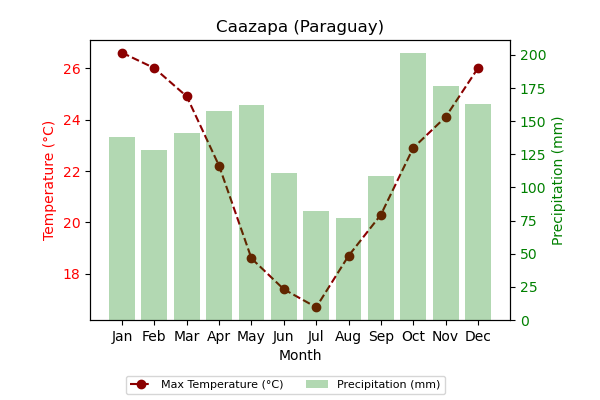 Caazapa (Paraguay)
26
24
22
20
18
Temperature (°C)
200
175
150
125
100
75
50
25
0
Precipitation (mm)
Jan Feb Mar Apr May Jun Jul Aug Sep Oct Nov Dec
Month
Max Temperature (°C) Precipitation (mm)